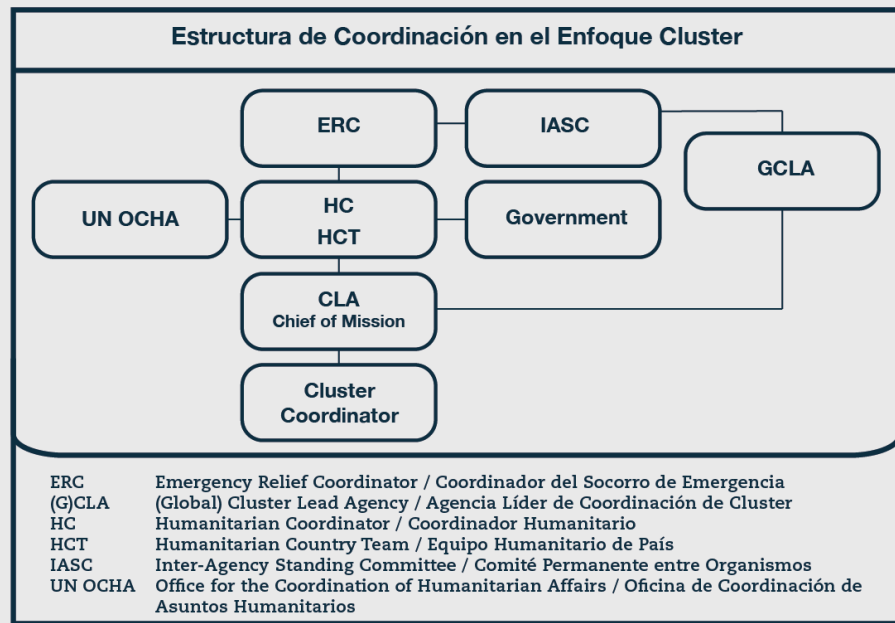 Estructura de Coordinación en el Enfoque Cluster
ERC
IASC
GCLA
UN OCHA
HC
HCT
Government
CLA
Chief of Mission
Cluster
Coordinator
ERC Emergency Relief Coordinator / Coordinador del Socorro de Emergencia
(G)CLA (Global) Cluster Lead Agency / Agencia Líder de Coordinación de Cluster
HC Humanitarian Coordinator / Coordinador Humanitario
HCT Humanitarian Country Team / Equipo Humanitario de País
IASC Inter-Agency Standing Committee / Comité Permanente entre Organismos
UN OCHA Office for the Coordination of Humanitarian Affairs / Oficina de Coordinación de
Asuntos Humanitarios